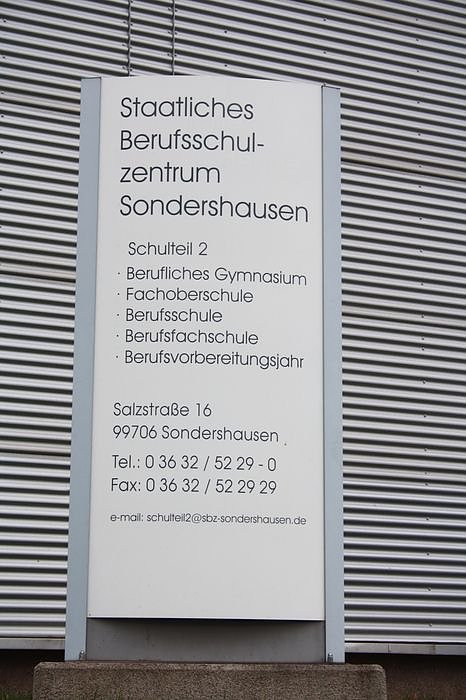 Staatliches
Berufsschul-
zentrum
Sondershausen
Schulteil 2
· Berufliches Gymnasium
· Fachoberschule
· Berufsschule
· Berufsfachschule
· Berufsvorbereitungsjahr
Salzstraße 16
99706 Sondershausen
Tel.: 0 36 32 / 52 29 - 0
Fax: 0 36 32 / 52 29 29
e-mail: schulteil2@sbz-sondershausen.de